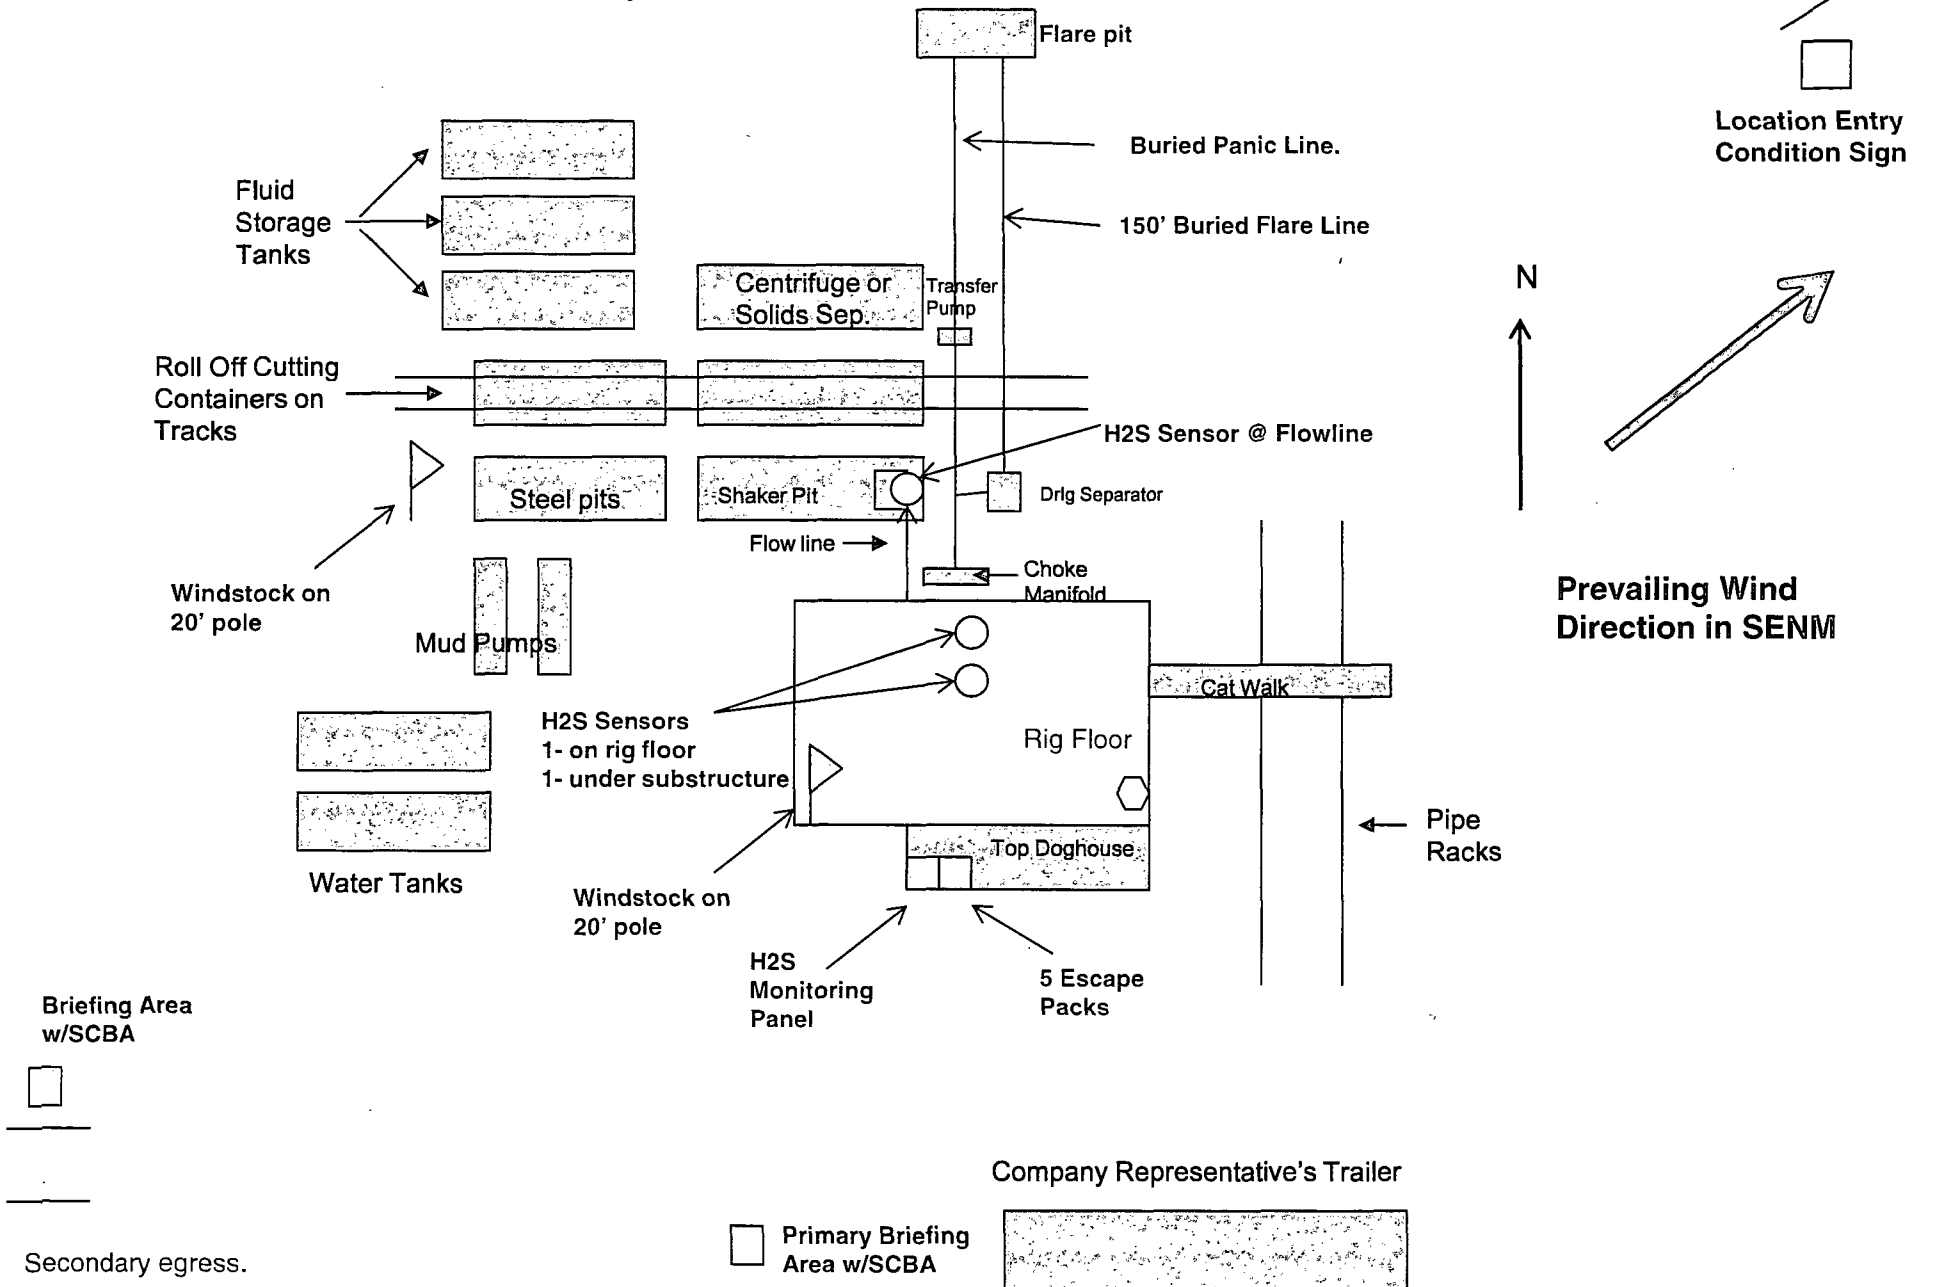 Flare pit
Location Entry
Condition Sign
Buried Panic Line.
Fluid
Storage
Tanks
150' Buried Flare Line
Centrifuge or
Solids Sep.
Transfer
Pump
N
Roll Off Cutting
Containers on
Tracks
H2S Sensor @ Flowline
Steel pits
Shaker Pit
Drlg Separator
Flow line
Choke
Manifold
Windstock on
20' pole
Prevailing Wind
Direction in SENM
Mud Pumps
Cat Walk
H2S Sensors
1- on rig floor
1- under substructure
Rig Floor
Pipe
Racks
Top Doghouse
Water Tanks
Windstock on
20' pole
H2S
Monitoring
Panel
5 Escape
Packs
Briefing Area
w/SCBA
Company Representative's Trailer
Primary Briefing
Area w/SCBA
Secondary egress.